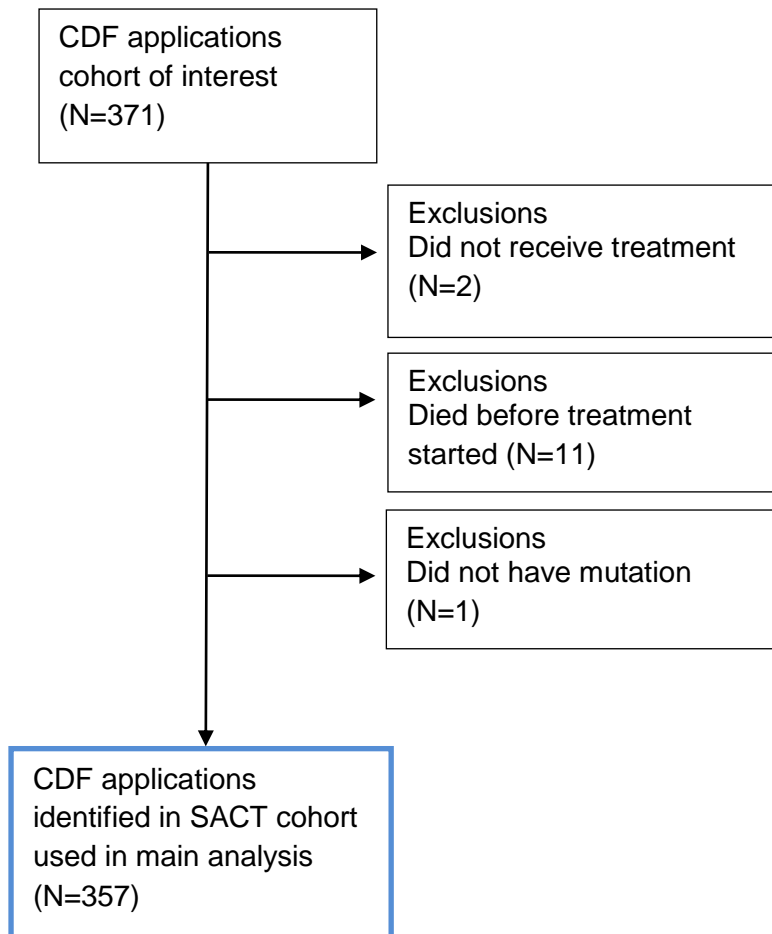 CDF applications
cohort of interest
(N=371)
Exclusions
Did not receive treatment
(N=2)
Exclusions
Died before treatment
started (N=11)
Exclusions
Did not have mutation
(N=1)
CDF applications
identified in SACT cohort
used in main analysis
(N=357)